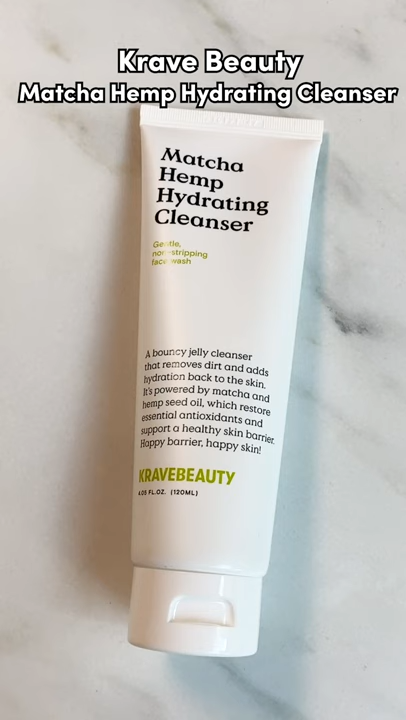 Krave Beauty
Matcha Hemp Hydrating Cleanser
Matcha
Hemp
Hydrating
Cleanser
Gentle,
non-stripping
face wash
A bouncy jelly cleanser
that removes dirt and adds
hydration back to the skin.
It's powered by matcha and
hemp seed oil, which restore
essential antioxidants and
support a healthy skin barrier.
Happy barrier, happy skin!
KRAVEBEAUTY
4.05 FL.OZ. (120ML)